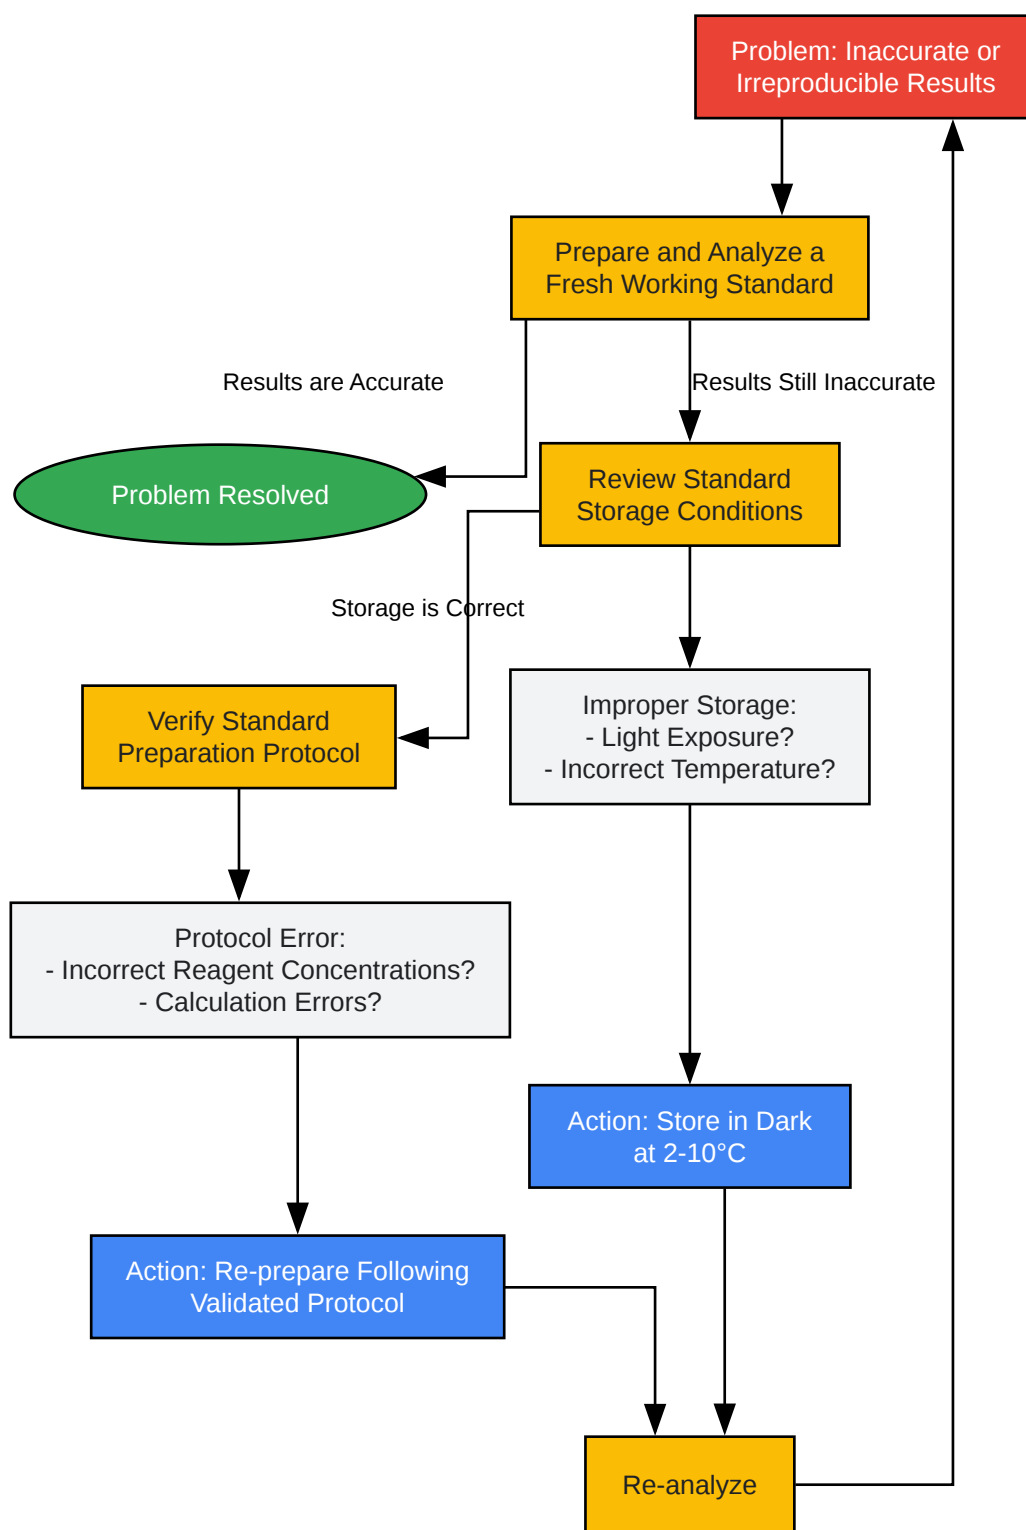 Problem: Inaccurate or
Irreproducible Results
Prepare and Analyze a
Fresh Working Standard
Results are Accurate
Results Still Inaccurate
Problem Resolved
Review Standard
Storage Conditions
Storage is Correct
Verify Standard
Preparation Protocol
Improper Storage:
- Light Exposure?
- Incorrect Temperature?
Protocol Error:
- Incorrect Reagent Concentrations?
- Calculation Errors?
Action: Store in Dark
at 2-10°C
Action: Re-prepare Following
Validated Protocol
Re-analyze